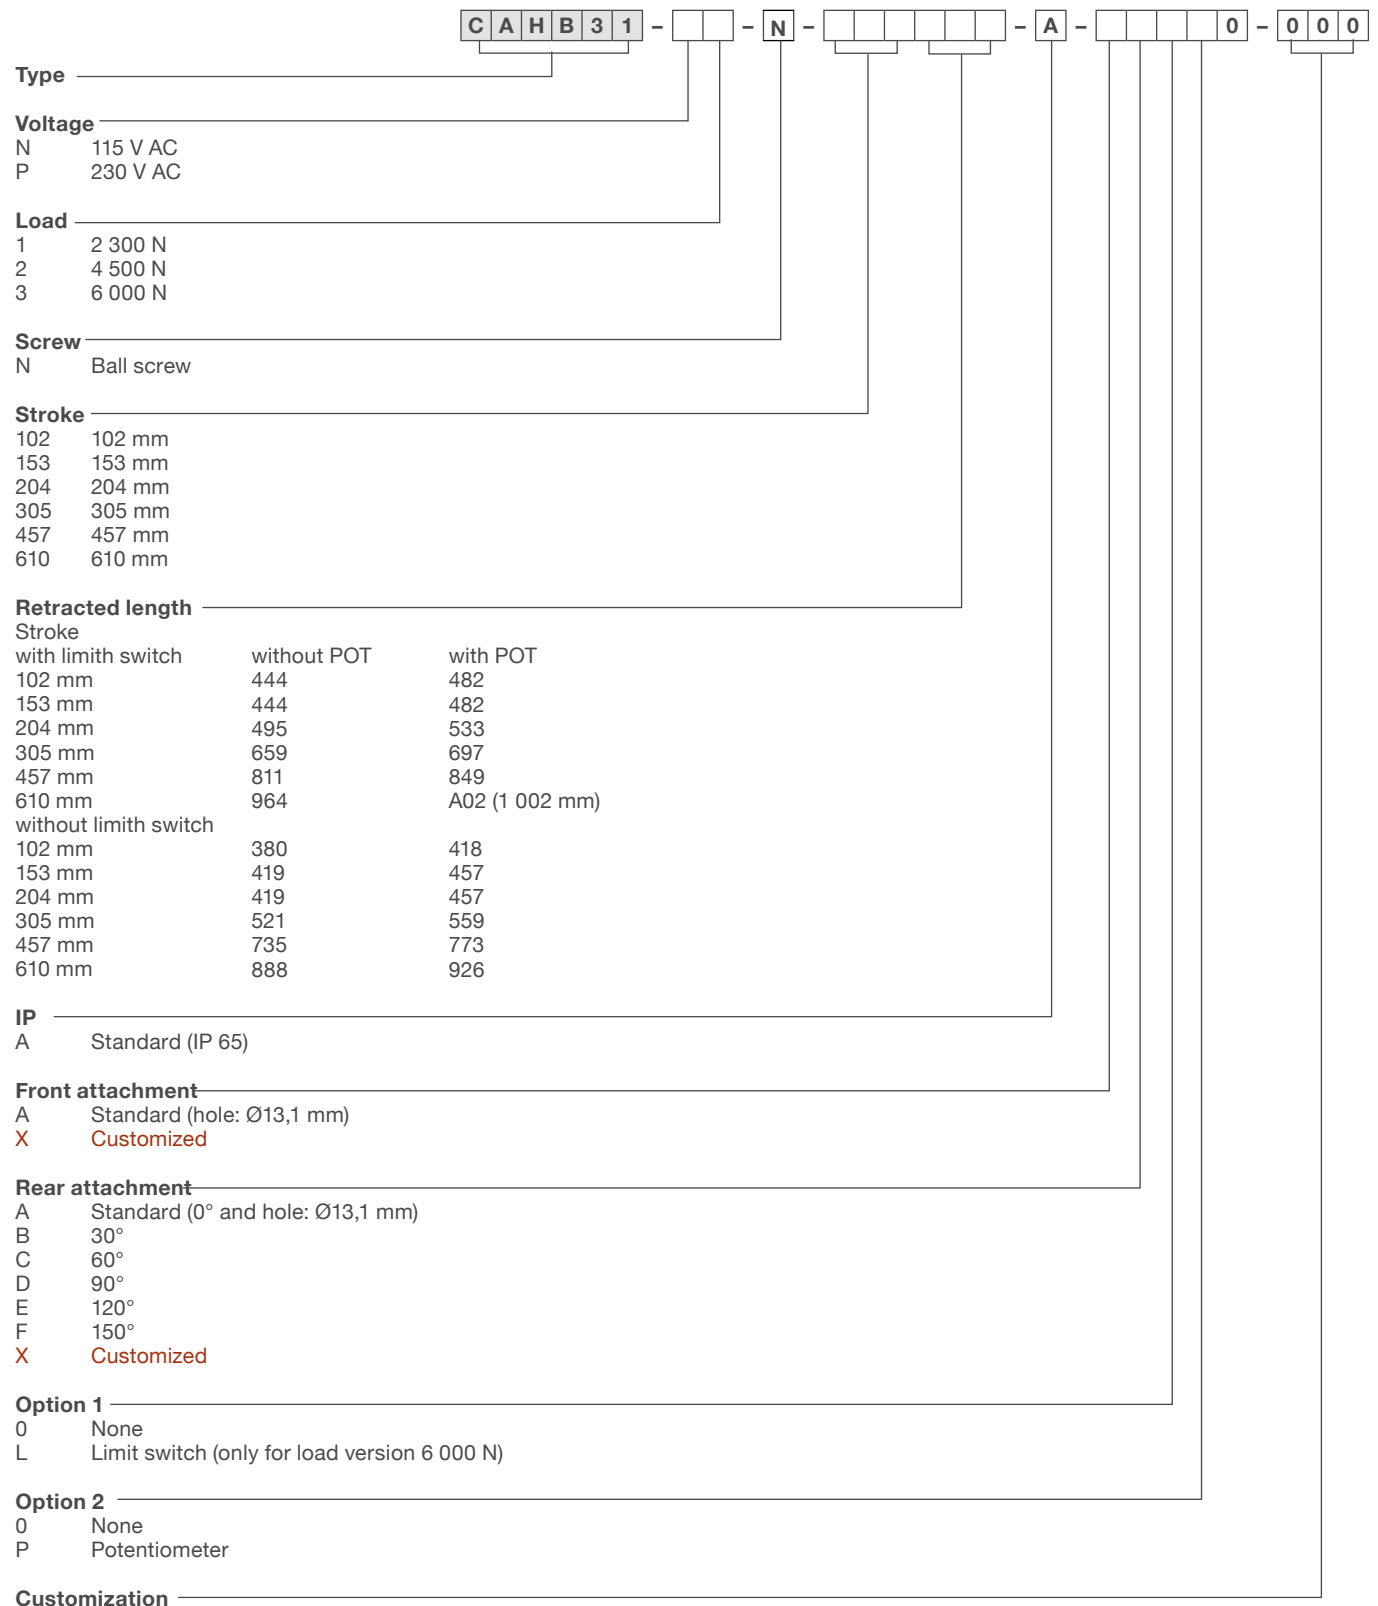 CAHB31 – – N – – A – 0 – 000
Type
Voltage
N 115 V AC
P 230 V AC
Load
1 2 300 N
2 4 500 N
3 6 000 N
Screw
N Ball screw
Stroke
102 102 mm
153 153 mm
204 204 mm
305 305 mm
457 457 mm
610 610 mm
Retracted length
Stroke
with limith switch without POT with POT
102 mm 444 482
153 mm 444 482
204 mm 495 533
305 mm 659 697
457 mm 811 849
610 mm 964 A02 (1 002 mm)
without limith switch
102 mm 380 418
153 mm 419 457
204 mm 419 457
305 mm 521 559
457 mm 735 773
610 mm 888 926
IP
A Standard (IP 65)
Front attachment
A Standard (hole: Ø13,1 mm)
X Customized
Rear attachment
A Standard (0° and hole: Ø13,1 mm)
B 30°
C 60°
D 90°
E 120°
F 150°
X Customized
Option 1
0 None
L Limit switch (only for load version 6 000 N)
Option 2
0 None
P Potentiometer
Customization